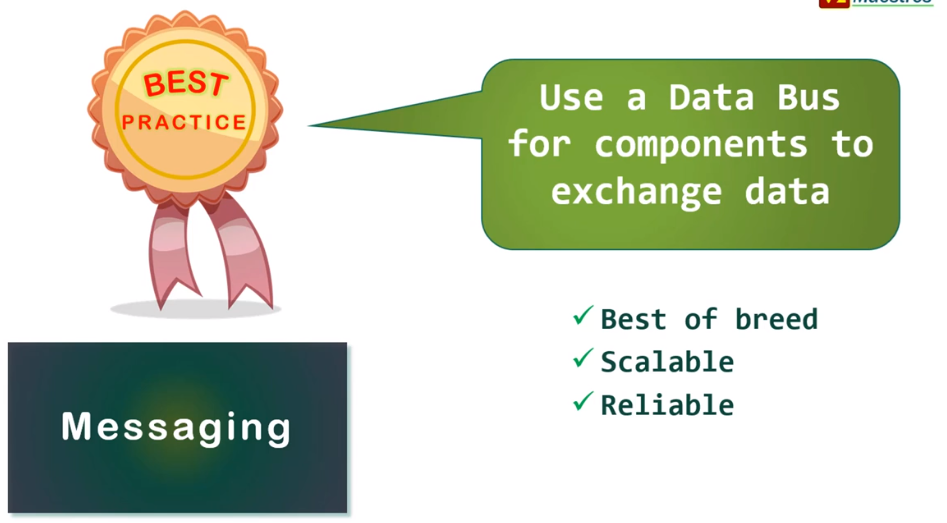 BEST
PRACTICE
Use a Data Bus
for components to
exchange data
Best of breed
Scalable
Reliable
Messaging